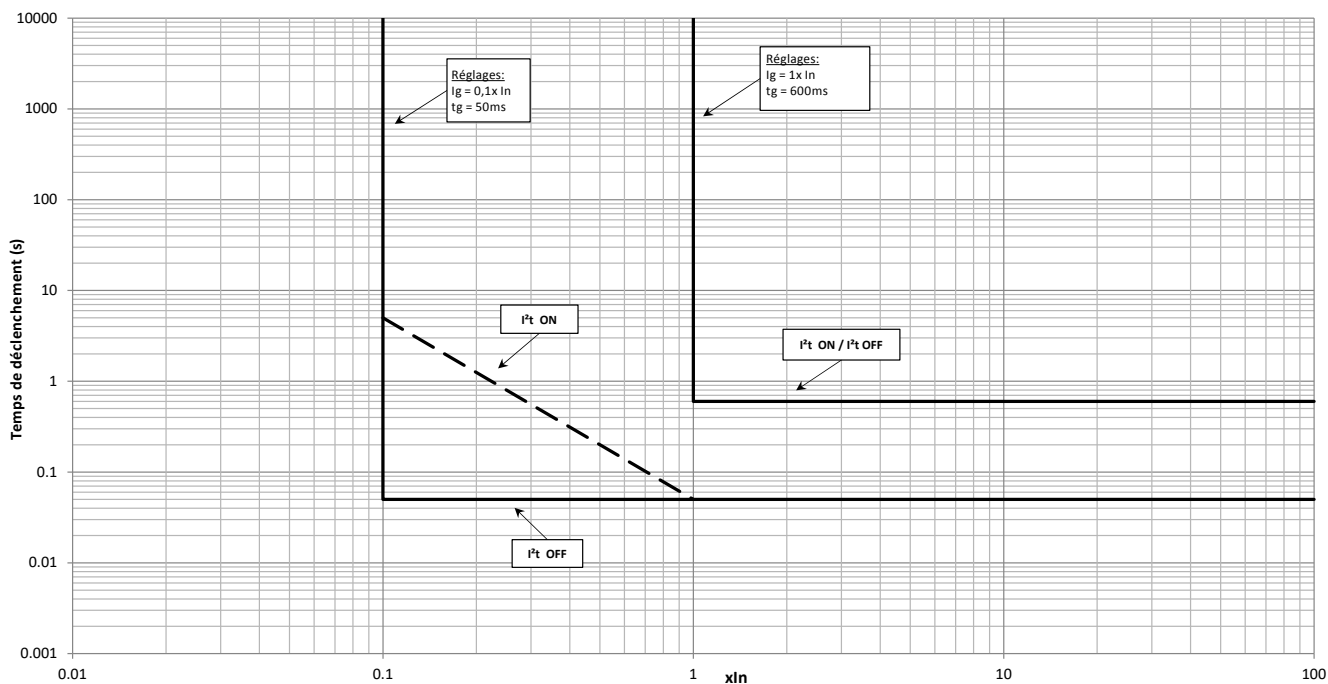 10000
1000
100
10
1
0.1
0.01
0.001
Temps de déclenchement (s)
Réglages:
Ig = 0,1x In
tg = 50ms
Réglages:
Ig = 1x In
tg = 600ms
I²t ON
I²t ON / I²t OFF
I²t OFF
0.01
0.1
1
10
100
xIn